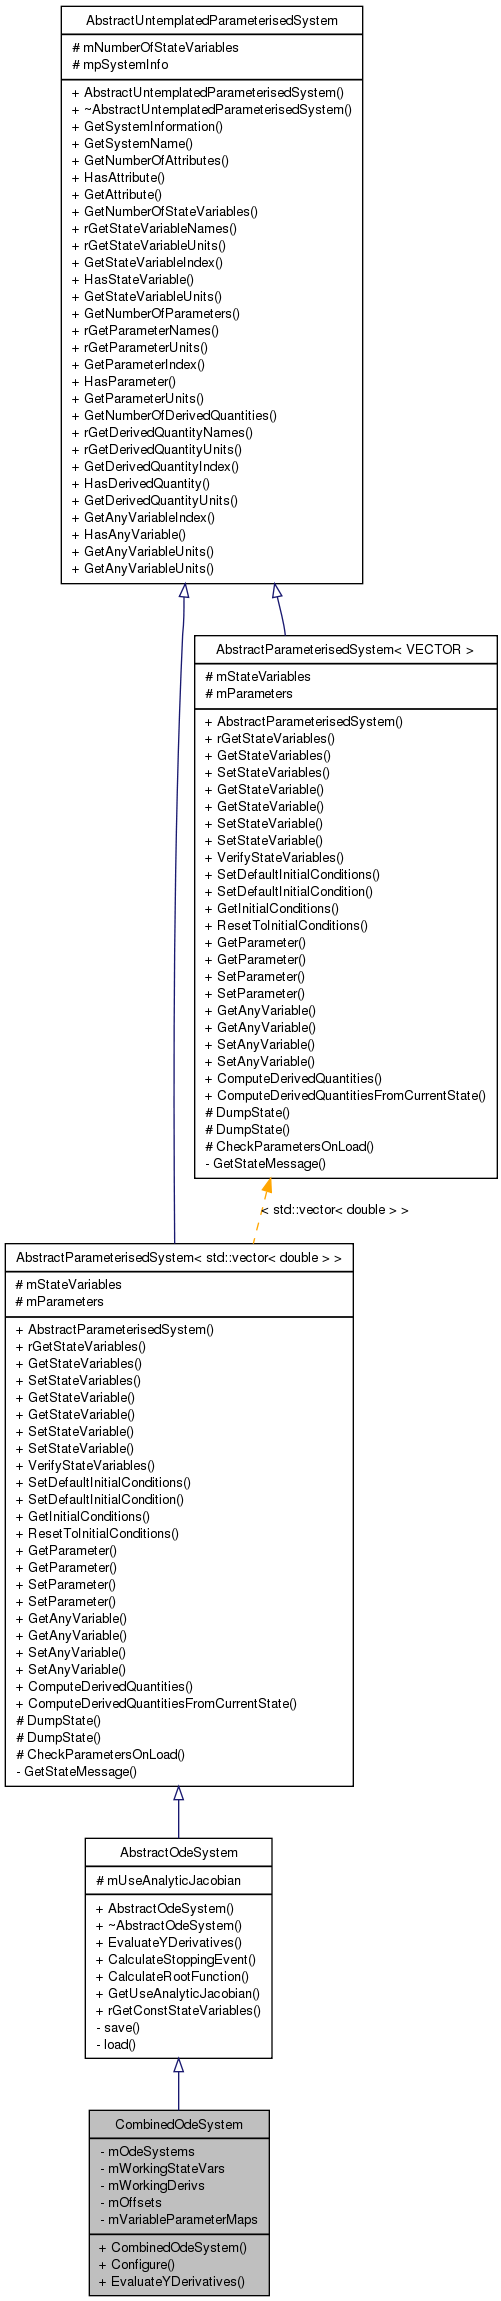 AbstractUntemplatedParameterisedSystem
# mNumberOfStateVariables
# mpSystemInfo
+ AbstractUntemplatedParameterisedSystem()
+ ~AbstractUntemplatedParameterisedSystem()
+ GetSystemInformation()
+ GetSystemName()
+ GetNumberOfAttributes()
+ HasAttribute()
+ GetAttribute()
+ GetNumberOfStateVariables()
+ rGetStateVariableNames()
+ rGetStateVariableUnits()
+ GetStateVariableIndex()
+ HasStateVariable()
+ GetStateVariableUnits()
+ GetNumberOfParameters()
+ rGetParameterNames()
+ rGetParameterUnits()
+ GetParameterIndex()
+ HasParameter()
+ GetParameterUnits()
+ GetNumberOfDerivedQuantities()
+ rGetDerivedQuantityNames()
+ rGetDerivedQuantityUnits()
+ GetDerivedQuantityIndex()
+ HasDerivedQuantity()
+ GetDerivedQuantityUnits()
+ GetAnyVariableIndex()
+ HasAnyVariable()
+ GetAnyVariableUnits()
+ GetAnyVariableUnits()
AbstractParameterisedSystem< VECTOR >
# mStateVariables
# mParameters
+ AbstractParameterisedSystem()
+ rGetStateVariables()
+ GetStateVariables()
+ SetStateVariables()
+ GetStateVariable()
+ GetStateVariable()
+ SetStateVariable()
+ SetStateVariable()
+ VerifyStateVariables()
+ SetDefaultInitialConditions()
+ SetDefaultInitialCondition()
+ GetInitialConditions()
+ ResetToInitialConditions()
+ GetParameter()
+ GetParameter()
+ SetParameter()
+ SetParameter()
+ GetAnyVariable()
+ GetAnyVariable()
+ SetAnyVariable()
+ SetAnyVariable()
+ ComputeDerivedQuantities()
+ ComputeDerivedQuantitiesFromCurrentState()
# DumpState()
# DumpState()
# CheckParametersOnLoad()
- GetStateMessage()
< std::vector< double > >
AbstractParameterisedSystem< std::vector< double > >
# mStateVariables
# mParameters
+ AbstractParameterisedSystem()
+ rGetStateVariables()
+ GetStateVariables()
+ SetStateVariables()
+ GetStateVariable()
+ GetStateVariable()
+ SetStateVariable()
+ SetStateVariable()
+ VerifyStateVariables()
+ SetDefaultInitialConditions()
+ SetDefaultInitialCondition()
+ GetInitialConditions()
+ ResetToInitialConditions()
+ GetParameter()
+ GetParameter()
+ SetParameter()
+ SetParameter()
+ GetAnyVariable()
+ GetAnyVariable()
+ SetAnyVariable()
+ SetAnyVariable()
+ ComputeDerivedQuantities()
+ ComputeDerivedQuantitiesFromCurrentState()
# DumpState()
# DumpState()
# CheckParametersOnLoad()
- GetStateMessage()
AbstractOdeSystem
# mUseAnalyticJacobian
+ AbstractOdeSystem()
+ ~AbstractOdeSystem()
+ EvaluateYDerivatives()
+ CalculateStoppingEvent()
+ CalculateRootFunction()
+ GetUseAnalyticJacobian()
+ rGetConstStateVariables()
- save()
- load()
CombinedOdeSystem
- mOdeSystems
- mWorkingStateVars
- mWorkingDerivs
- mOffsets
- mVariableParameterMaps
+ CombinedOdeSystem()
+ Configure()
+ EvaluateYDerivatives()